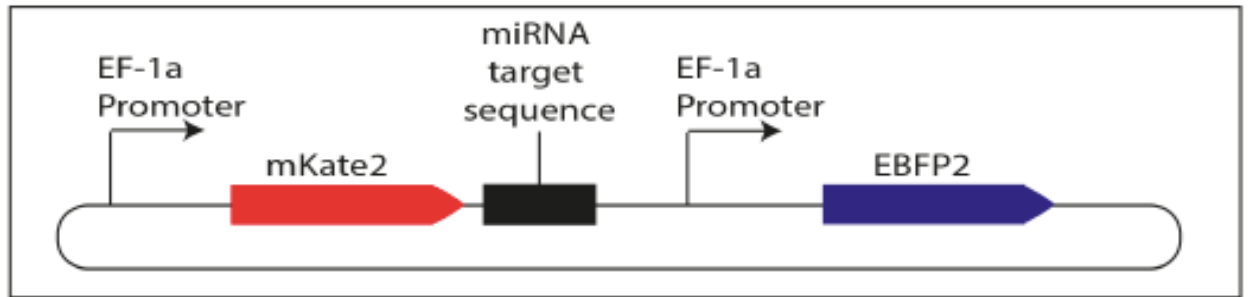 EF-1a
Promoter
mKate2
miRNA
target
sequence
EF-1a
Promoter
EBFP2